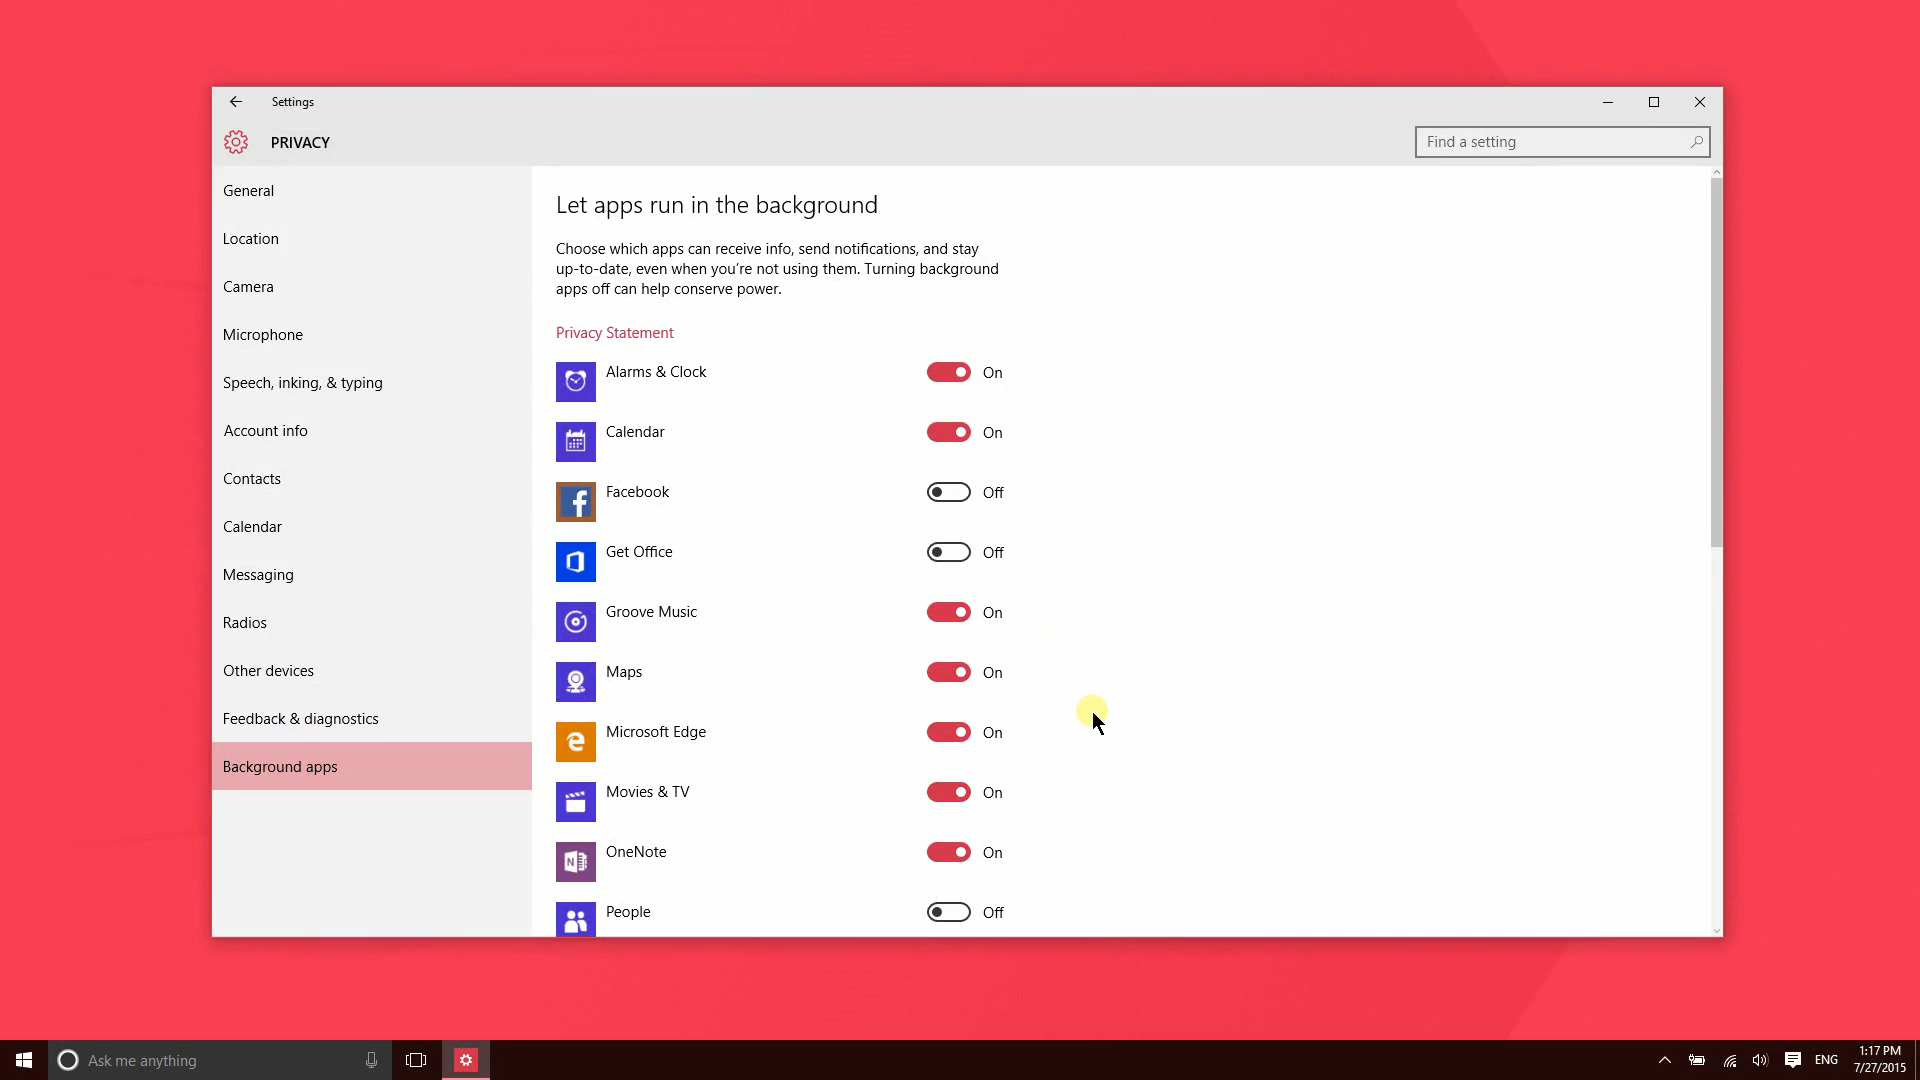 Settings
PRIVACY
Find a setting
General
Location
Camera
Microphone
Speech, inking, & typing
Account info
Contacts
Calendar
Messaging
Radios
Other devices
Feedback & diagnostics
Background apps
Let apps run in the background
Choose which apps can receive info, send notifications, and stay
up-to-date, even when you're not using them. Turning background
apps off can help conserve power.
Privacy Statement
Alarms & Clock On
Calendar On
Facebook Off
Get Office Off
Groove Music On
Maps On
Microsoft Edge On
Movies & TV On
OneNote On
People Off
Ask me anything
ENG
1:17 PM
7/27/2015